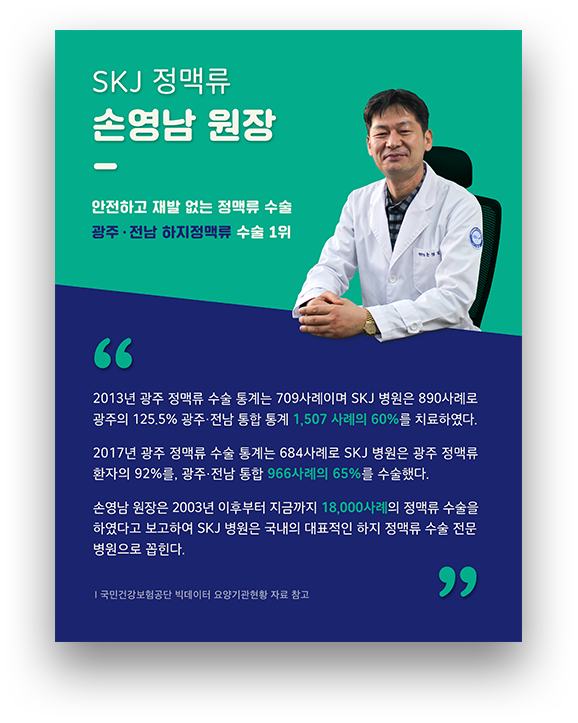 SKJ 정맥류
손영남 원장
안전하고 재발 없는 정맥류 수술
광주·전남 하지정맥류 수술 1위
2013년 광주 정맥류 수술 통계는 709사례이며 SKJ 병원은 890사례로
광주의 125.5% 광주·전남 통합 통계 1,507 사례의 60%를 치료하였다.
2017년 광주 정맥류 수술 통계는 684사례로 SKJ 병원은 광주 정맥류
환자의 92%를, 광주·전남 통합 966사례의 65%를 수술했다.
손영남 원장은 2003년 이후부터 지금까지 18,000사례의 정맥류 수술을
하였다고 보고하여 SKJ 병원은 국내의 대표적인 하지 정맥류 수술 전문
병원으로 꼽힌다.
I 국민건강보험공단 빅데이터 요양기관현황 자료 참고